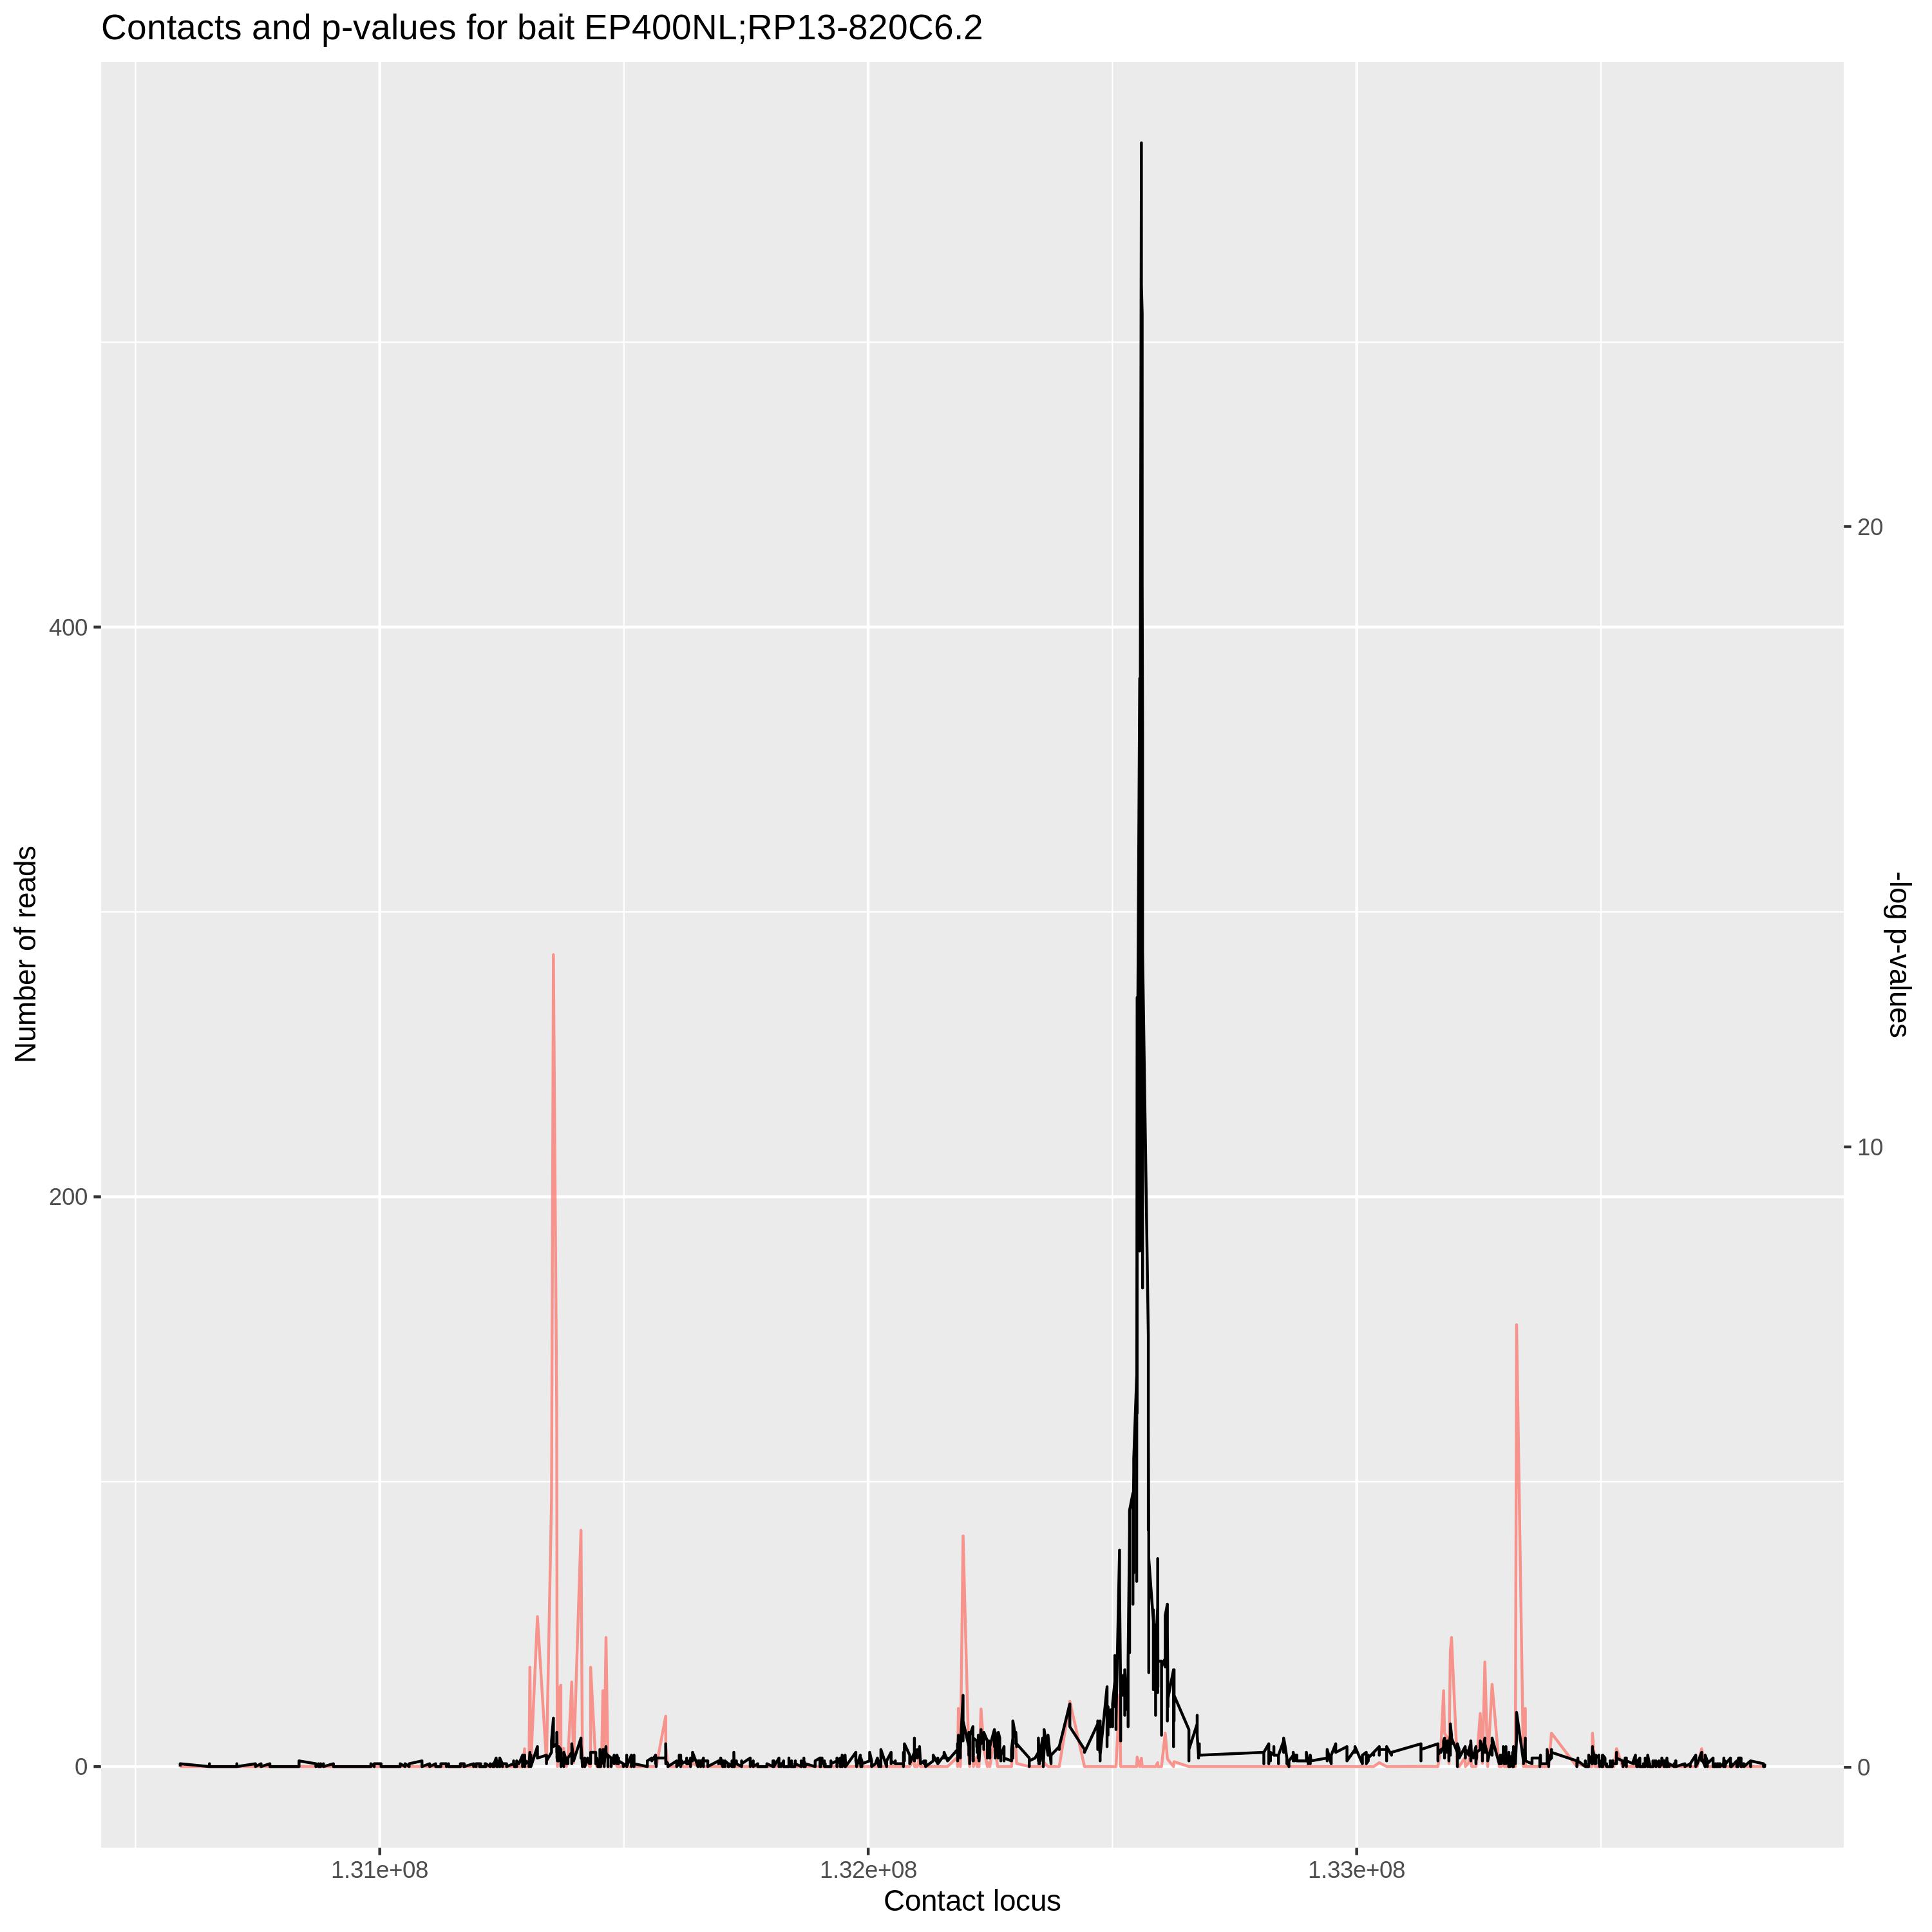 Contacts and p-values for bait EP400NL;RP13-820C6.2
Number of reads
400
200
0
20
10
0
-log p-values
1.31e+08
1.32e+08
1.33e+08
Contact locus